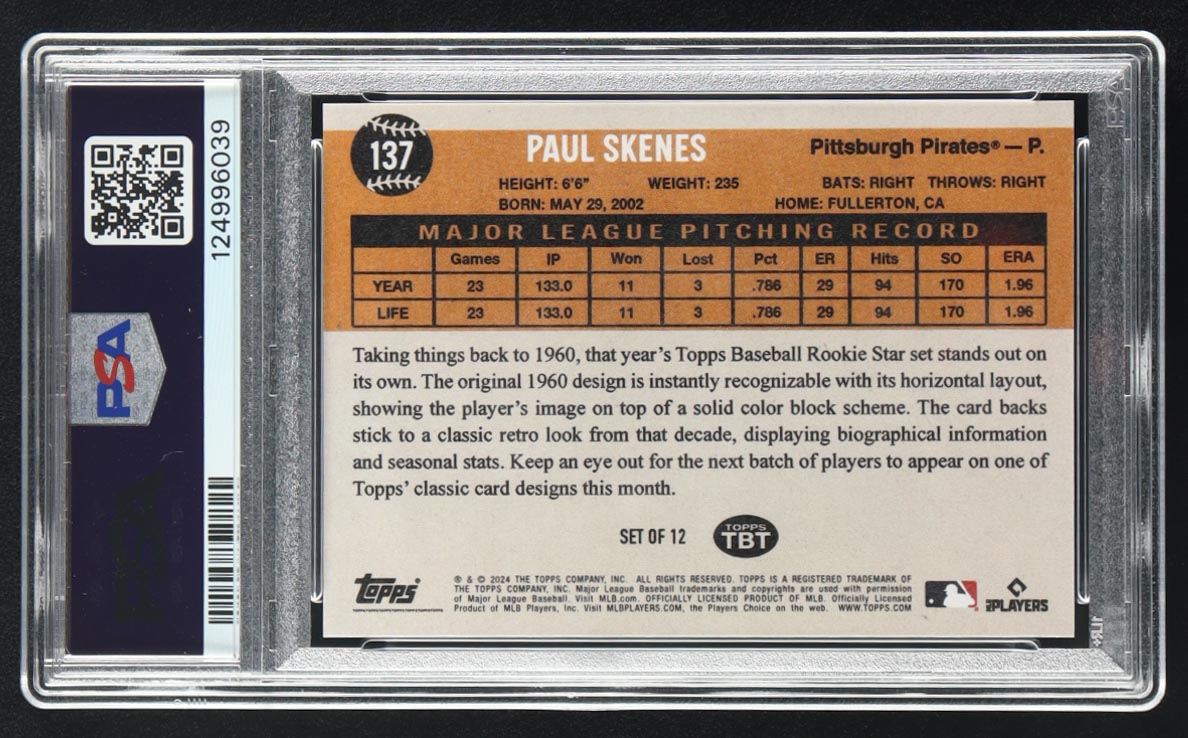 124996039
PSA
137
PAUL SKENES
Pittsburgh Pirates® — P.
HEIGHT: 6'6" WEIGHT: 235 BATS: RIGHT THROWS: RIGHT
BORN: MAY 29, 2002 HOME: FULLERTON, CA
MAJOR LEAGUE PITCHING RECORD
Games IP Won Lost Pct ER Hits SO ERA
YEAR 23 133.0 11 3 .786 29 94 170 1.96
LIFE 23 133.0 11 3 .786 29 94 170 1.96
Taking things back to 1960, that year's Topps Baseball Rookie Star set stands out on
its own. The original 1960 design is instantly recognizable with its horizontal layout,
showing the player's image on top of a solid color block scheme. The card backs
stick to a classic retro look from that decade, displaying biographical information
and seasonal stats. Keep an eye out for the next batch of players to appear on one of
Topps' classic card designs this month.
SET OF 12
TOPPS
TBT
Topps
® & © 2024 THE TOPPS COMPANY, INC. ALL RIGHTS RESERVED. TOPPS IS A REGISTERED TRADEMARK OF
THE TOPPS COMPANY, INC. Major League Baseball trademarks and copyrights are used with permission
of Major League Baseball. Visit MLB.com. OFFICIALLY LICENSED PRODUCT OF MLB. Officially Licensed
Product of MLB Players, Inc. Visit MLBPLAYERS.COM, the Players Choice on the web. WWW.TOPPS.COM
MLBPLAYERS
PSA